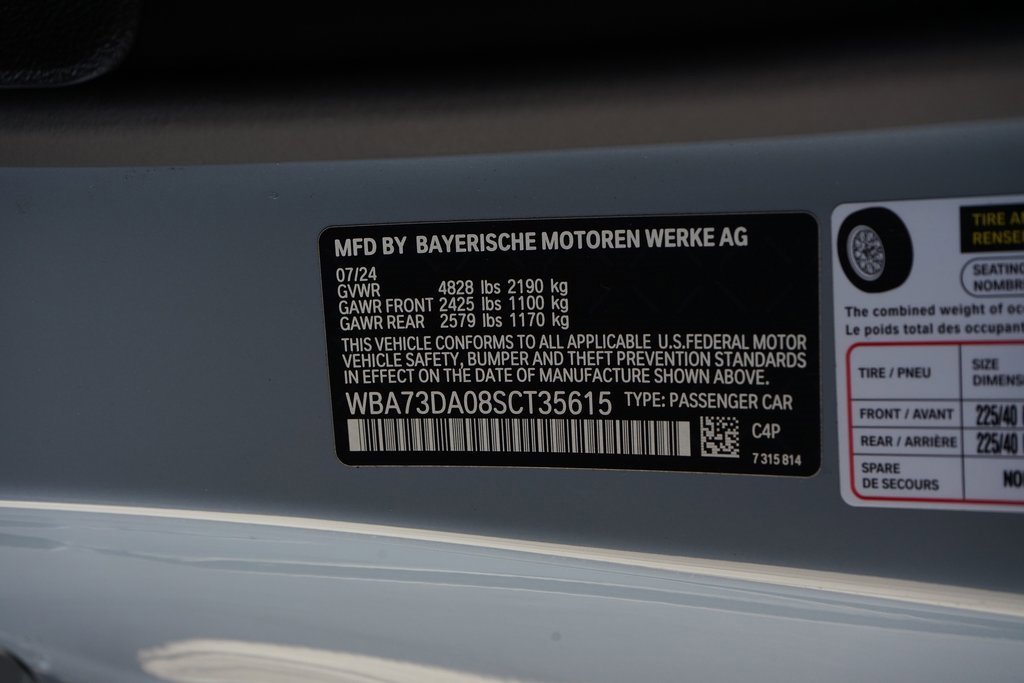 MFD BY BAYERISCHE MOTOREN WERKE AG
07/24
GVWR 4828 lbs 2190 kg
GAWR FRONT 2425 lbs 1100 kg
GAWR REAR 2579 lbs 1170 kg
THIS VEHICLE CONFORMS TO ALL APPLICABLE U.S.FEDERAL MOTOR
VEHICLE SAFETY, BUMPER AND THEFT PREVENTION STANDARDS
IN EFFECT ON THE DATE OF MANUFACTURE SHOWN ABOVE.
WBA73DA08SCT35615 TYPE: PASSENGER CAR
C4P
7 315 814
TIRE
SEATING
The combined weight of
Le poids total des
TIRE / PNEU SIZE
FRONT / AVANT 225/40
REAR / ARRIÈRE 225/40
SPARE
DE SECOURS